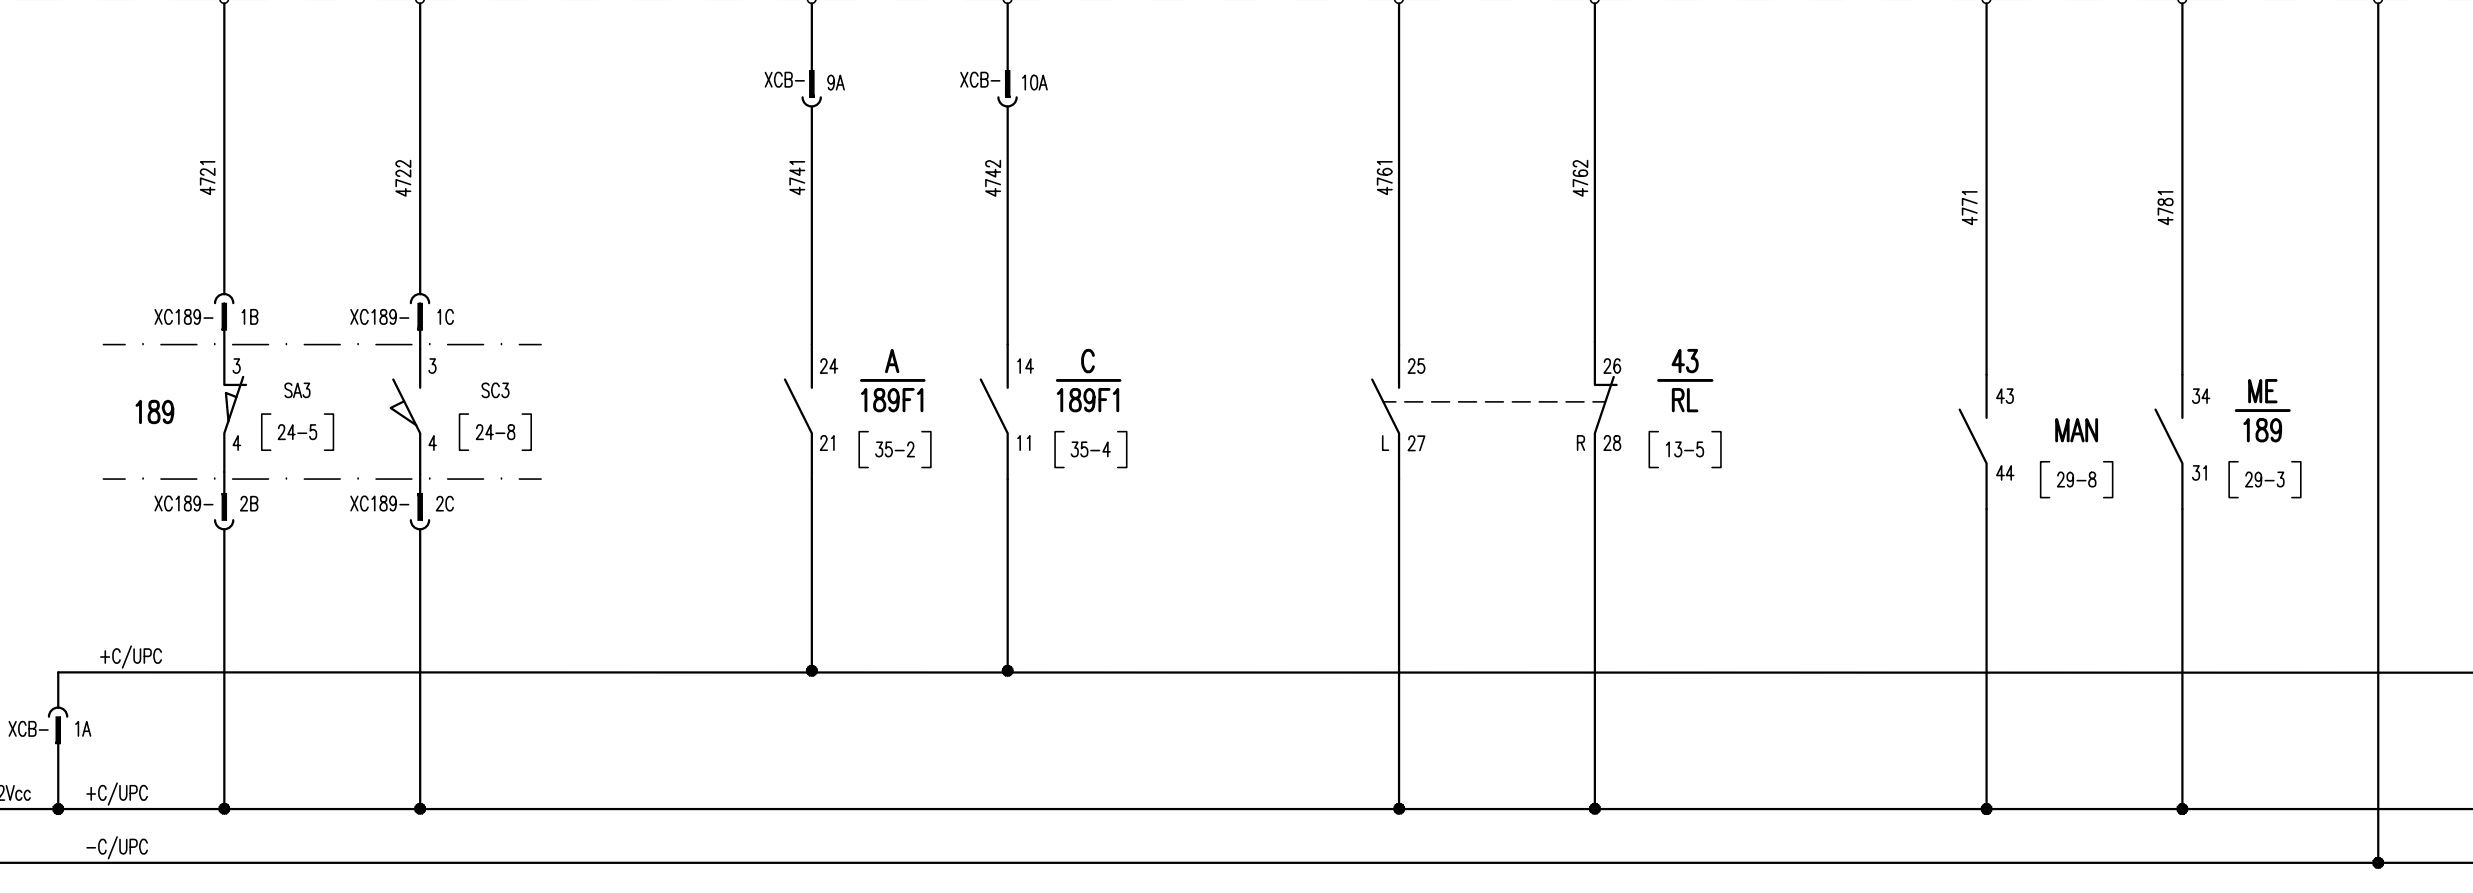 XCB- 9A
XCB- 10A
4721
4722
4741
4742
4761
4762
4771
4781
XC189- 1B
XC189- 1C
3
3
24
A
189F1
14
C
189F1
25
26
43
RL
189
SA3
SC3
43
34
ME
189
MAN
[24-5]
[24-8]
4
4
21
[35-2]
11
[35-4]
L 27
R 28
[13-5]
44
[29-8]
31
[29-3]
XC189- 2B
XC189- 2C
+C/UPC
XCB- 1A
2Vcc
+C/UPC
-C/UPC